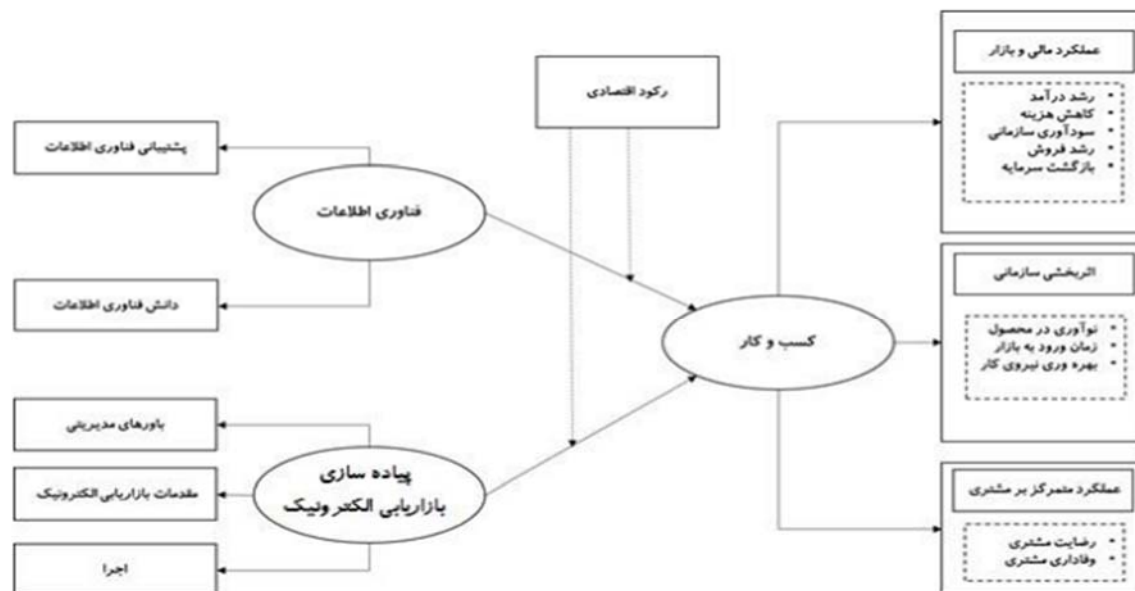 عملکرد مالی و بازار
رشد درآمد
کاهش هزینه
سودآوری سازمانی
رشد فروش
بازگشت سرمایه
رکود اقتصادی
پشتیبانی فناوری اطلاعات
فناوری اطلاعات
دانش فناوری اطلاعات
اثربخشی سازمانی
نوآوری در محصول
زمان ورود به بازار
بهره وری نیروی کار
کسب و کار
باورهای مدیریتی
پیاده سازی
بازاریابی الکترونیک
مقدمات بازاریابی الکترونیک
اجرا
عملکرد متمرکز بر مشتری
رضایت مشتری
وفاداری مشتری